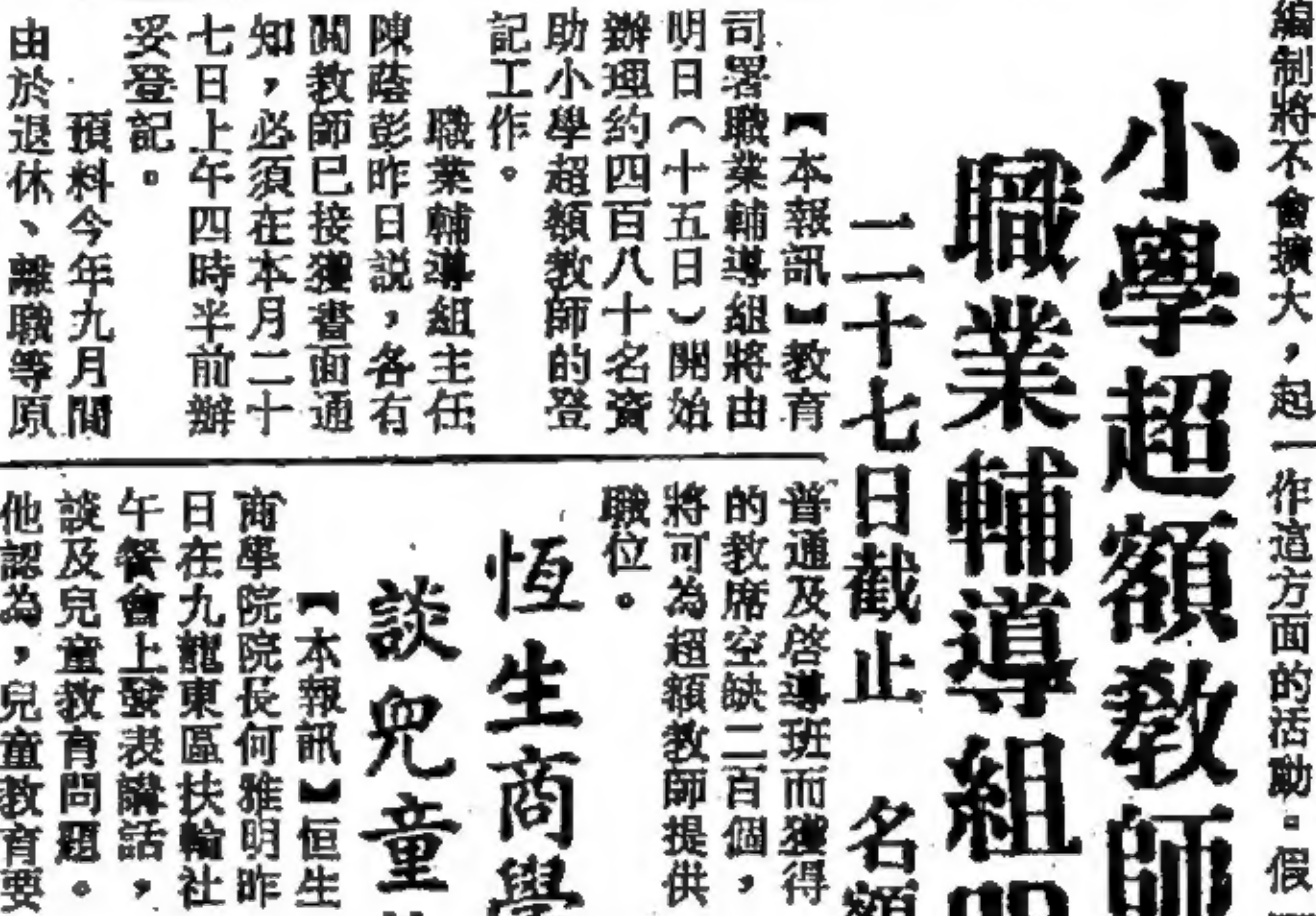 編制將不會擴大，起
作這方面的活動。假
小學超額教師
職業輔導組
二十七日截止 名額
【本報訊】教育
司署職業輔導組將由
明日（十五日）開始
辦理約四百八十名資
助小學超額教師的登
記工作。
職業輔導組主任
陳蔭彭昨日説，各有
關教師已接獲書面通
知，必須在本月二十
七日上午四時半前辦
妥登記。
預料今年九月間
由於退休、離職等原
普通及啓導班而獲得
的教席空缺二百個，
將可為超額教師提供
職位。
恆生商學
談兒童
【本報訊】恒生
商學院院長何雅明昨
日在九龍東區扶輪社
午餐會上發表講話，
談及兒童教育問題。
他認為，兒童教育要